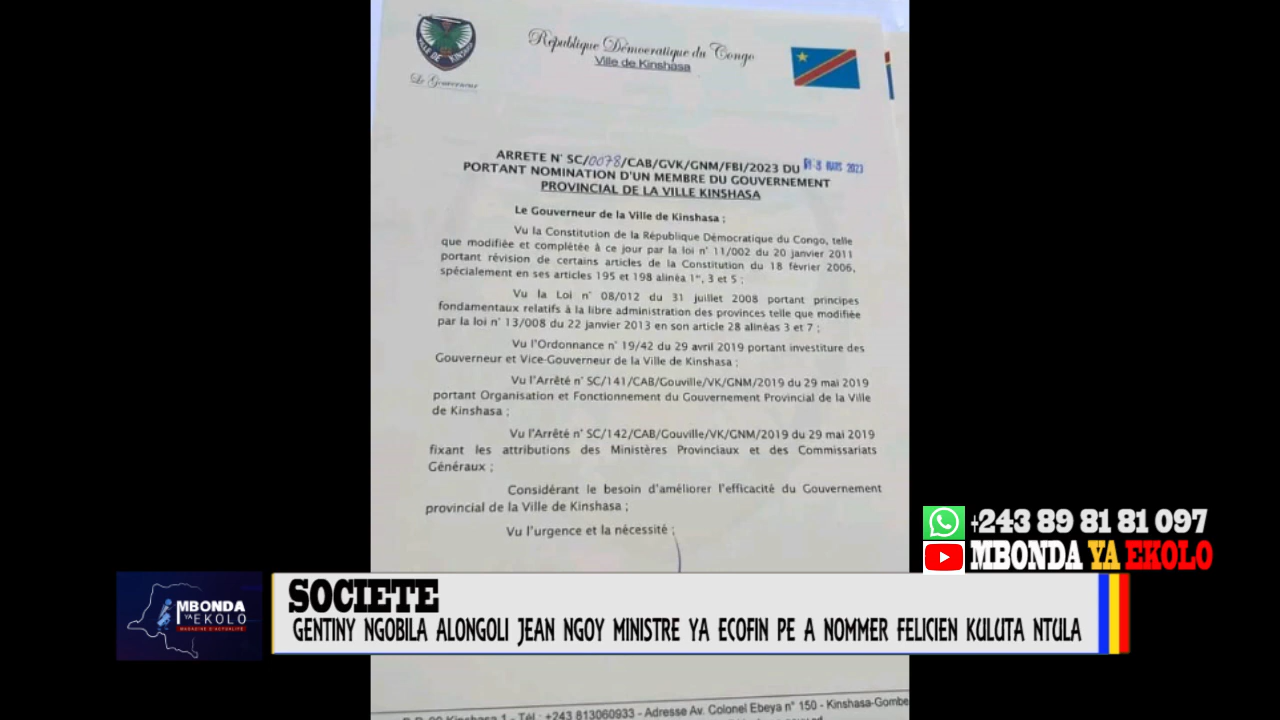 VILLE DE KINSHASA
République Démocratique du Congo
Ville de Kinshasa
Le Gouverneur
ARRETE N° SC/0078/CAB/GVK/GNM/FBI/2023 DU MARS 2023
PORTANT NOMINATION D'UN MEMBRE DU GOUVERNEMENT
PROVINCIAL DE LA VILLE KINSHASA
Le Gouverneur de la Ville de Kinshasa ;
Vu la Constitution de la République Démocratique du Congo, telle
que modifiée et complétée à ce jour par la loi n° 11/002 du 20 janvier 2011
portant révision de certains articles de la Constitution du 18 février 2006,
spécialement en ses articles 195 et 198 alinéa 1er, 3 et 5 ;
Vu la Loi n° 08/012 du 31 juillet 2008 portant principes
fondamentaux relatifs à la libre administration des provinces telle que modifiée
par la loi n° 13/008 du 22 janvier 2013 en son article 28 alinéas 3 et 7 ;
Vu l'Ordonnance n° 19/42 du 29 avril 2019 portant investiture des
Gouverneur et Vice-Gouverneur de la Ville de Kinshasa ;
Vu l'Arrêté n° SC/141/CAB/Gouville/VK/GNM/2019 du 29 mai 2019
portant Organisation et Fonctionnement du Gouvernement Provincial de la Ville
de Kinshasa ;
Vu l'Arrêté n° SC/142/CAB/Gouville/VK/GNM/2019 du 29 mai 2019
fixant les attributions des Ministères Provinciaux et des Commissariats
Généraux ;
Considérant le besoin d'améliorer l'efficacité du Gouvernement
provincial de la Ville de Kinshasa ;
Vu l'urgence et la nécessité ;
+243 89 81 81 097
MBONDA YA EKOLO
MBONDA
YA EKOLO
MAGAZINE D'ACTUALITE
SOCIETE
GENTINY NGOBILA ALONGOLI JEAN NGOY MINISTRE YA ECOFIN PE A NOMMER FELICIEN KULUTA NTULA
Kinshasa 1 - Tél : +243 813060933 - Adresse Av. Colonel Ebeya n° 150 - Kinshasa-Gombe